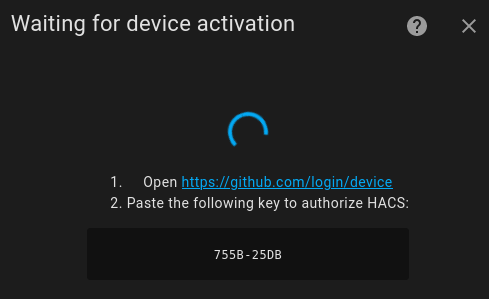 Waiting for device activation
1. Open https://github.com/login/device
2. Paste the following key to authorize HACS:
755B-25DB